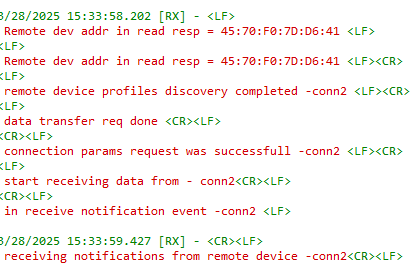 3/28/2025 15:33:58.202 [RX] - <LF>
Remote dev addr in read resp = 45:70:F0:7D:D6:41 <LF>
<LF>
Remote dev addr in read resp = 45:70:F0:7D:D6:41 <LF><CR>
<LF>
remote device profiles discovery completed -conn2 <LF><CR>
<LF>
data transfer req done <CR><LF>
<CR><LF>
connection params request was successfull -conn2 <LF><CR>
<LF>
start receiving data from - conn2<CR><LF>
<CR><LF>
in receive notification event -conn2 <LF>
3/28/2025 15:33:59.427 [RX] - <CR><LF>
receiving notifications from remote device -conn2<CR><LF>